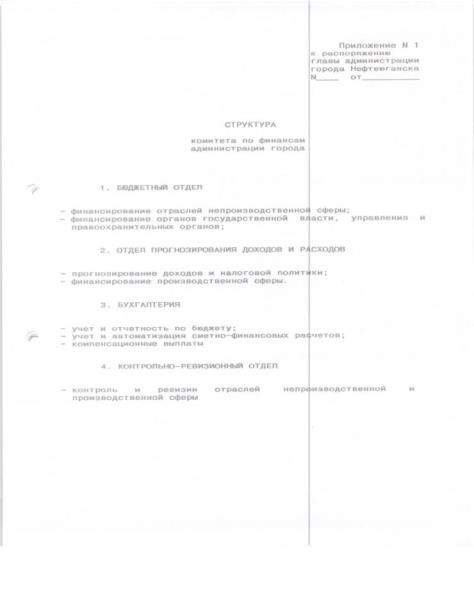 Приложение N 1
к распоряжению
главы администрации
города Нефтеюганска
N____ от__________
СТРУКТУРА
комитета по финансам
администрации города
1. БЮДЖЕТНЫЙ ОТДЕЛ
- финансирование отраслей непроизводственной сферы;
- финансирование органов государственной власти, управления и
правоохранительных органов;
2. ОТДЕЛ ПРОГНОЗИРОВАНИЯ ДОХОДОВ И РАСХОДОВ
- прогнозирование доходов и налоговой политики;
- финансирование производственной сферы.
3. БУХГАЛТЕРИЯ
- учет и отчетность по бюджету;
- учет и автоматизация сметно-финансовых расчетов;
- компенсационные выплаты
4. КОНТРОЛЬНО-РЕВИЗИОННЫЙ ОТДЕЛ
- контроль и ревизии отраслей непроизводственной и
производственной сферы